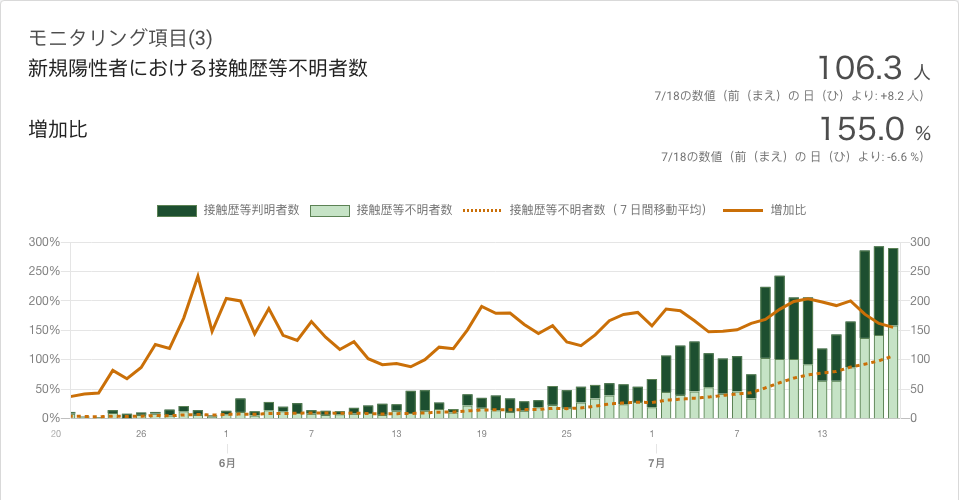 モニタリング項目(3)
新規陽性者における接触歴等不明者数
106.3 人
7/18の数値（前（まえ）の 日（ひ）より: +8.2 人）
増加比
155.0 %
7/18の数値（前（まえ）の 日（ひ）より: -6.6 %）
接触歴等判明者数 接触歴等不明者数 接触歴等不明者数（７日間移動平均） 増加比
300% 300
250% 250
200% 200
150% 150
100% 100
50% 50
0% 0
20 26 1 7 13 19 25 1 7 13
6月 7月